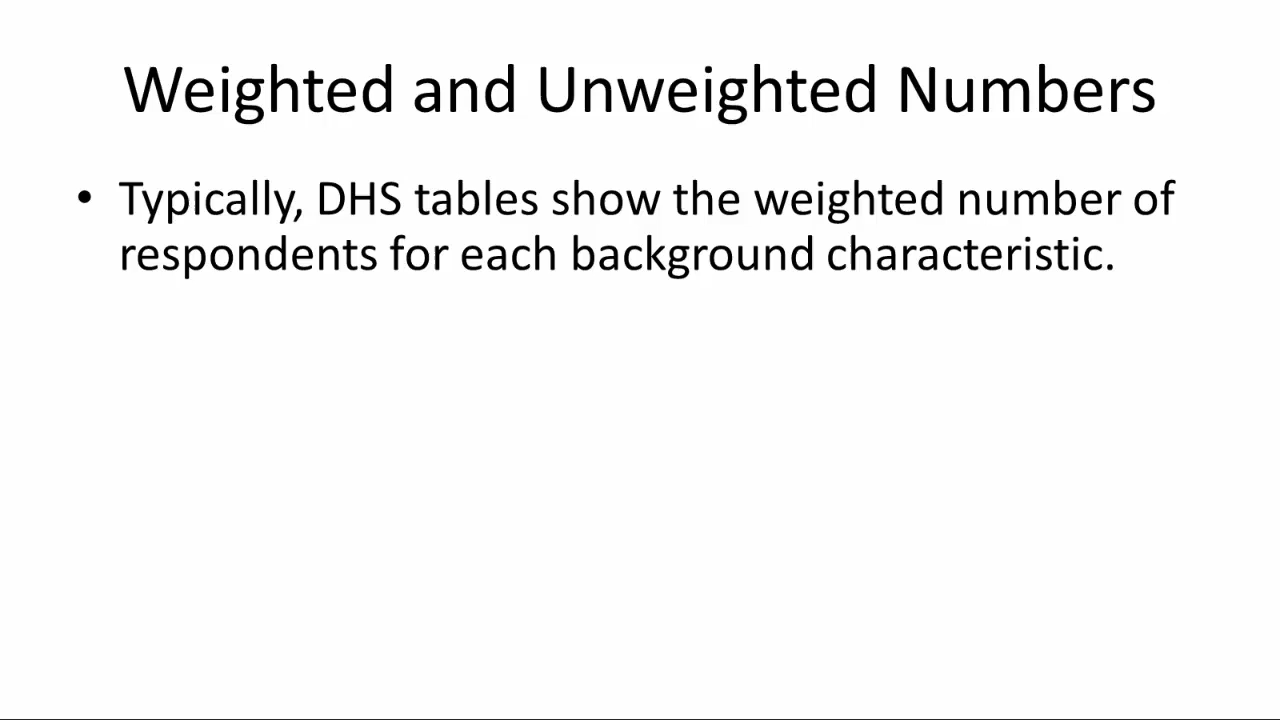 Weighted and Unweighted Numbers
• Typically, DHS tables show the weighted number of
respondents for each background characteristic.